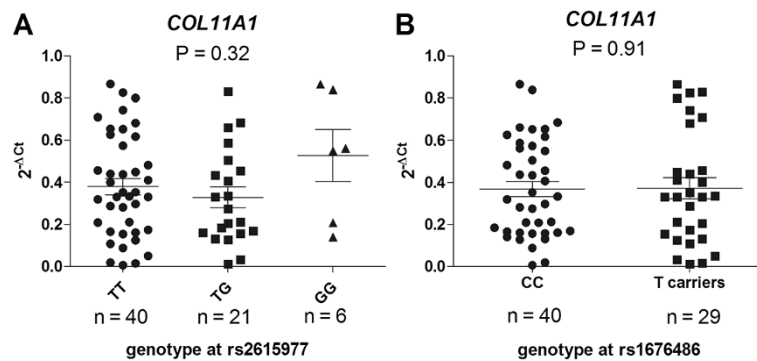 A
COL11A1
P = 0.32
2-ΔCt
1.0
0.8
0.6
0.4
0.2
0.0
TT
TG
GG
n = 40
n = 21
n = 6
genotype at rs2615977
B
COL11A1
P = 0.91
2-ΔCt
1.0
0.8
0.6
0.4
0.2
0.0
CC
T carriers
n = 40
n = 29
genotype at rs1676486